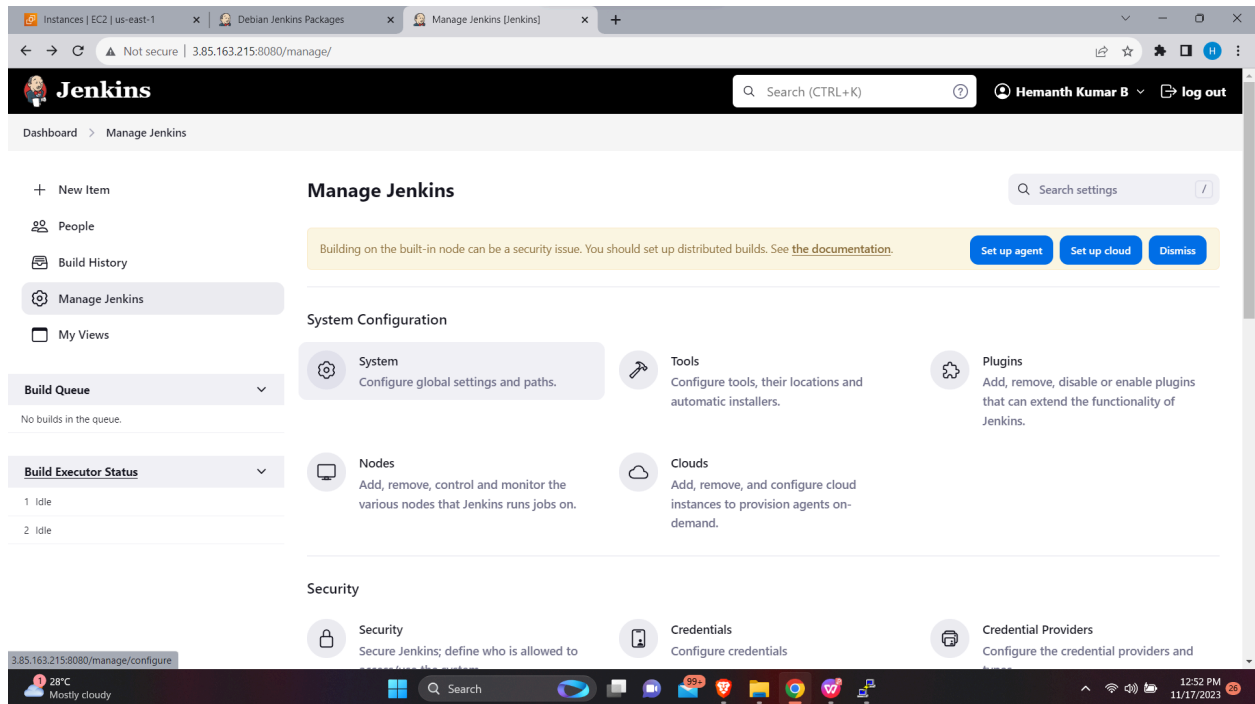 Instances | EC2 | us-east-1
Debian Jenkins Packages
Manage Jenkins [Jenkins]
Not secure | 3.85.163.215:8080/manage/
H
Jenkins
Search (CTRL+K)
?
Hemanth Kumar B
log out
Dashboard > Manage Jenkins
New Item
People
Build History
Manage Jenkins
My Views
Build Queue
No builds in the queue.
Build Executor Status
1 Idle
2 Idle
Manage Jenkins
Search settings
/
Building on the built-in node can be a security issue. You should set up distributed builds. See the documentation.
Set up agent
Set up cloud
Dismiss
System Configuration
System
Configure global settings and paths.
Tools
Configure tools, their locations and
automatic installers.
Plugins
Add, remove, disable or enable plugins
that can extend the functionality of
Jenkins.
Nodes
Add, remove, control and monitor the
various nodes that Jenkins runs jobs on.
Clouds
Add, remove, and configure cloud
instances to provision agents on-
demand.
Security
Security
Secure Jenkins; define who is allowed to
Credentials
Configure credentials
Credential Providers
Configure the credential providers and
3.85.163.215:8080/manage/configure
1
28°C
Mostly cloudy
Search
99+
12:52 PM
11/17/2023
26